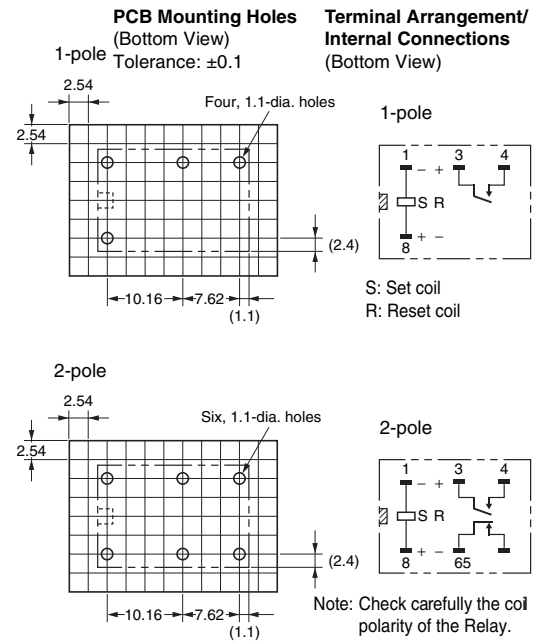 PCB Mounting Holes
(Bottom View)
Tolerance: ±0.1
Terminal Arrangement/
Internal Connections
(Bottom View)
1-pole
2.54
2.54
Four, 1.1-dia. holes
(2.4)
10.16
7.62
(1.1)
1-pole
1
3
4
- +
S R
+ -
8
S: Set coil
R: Reset coil
2-pole
2.54
2.54
Six, 1.1-dia. holes
(2.4)
10.16
7.62
(1.1)
2-pole
1
3
4
- +
S R
+ -
8
65
Note: Check carefully the coil
polarity of the Relay.